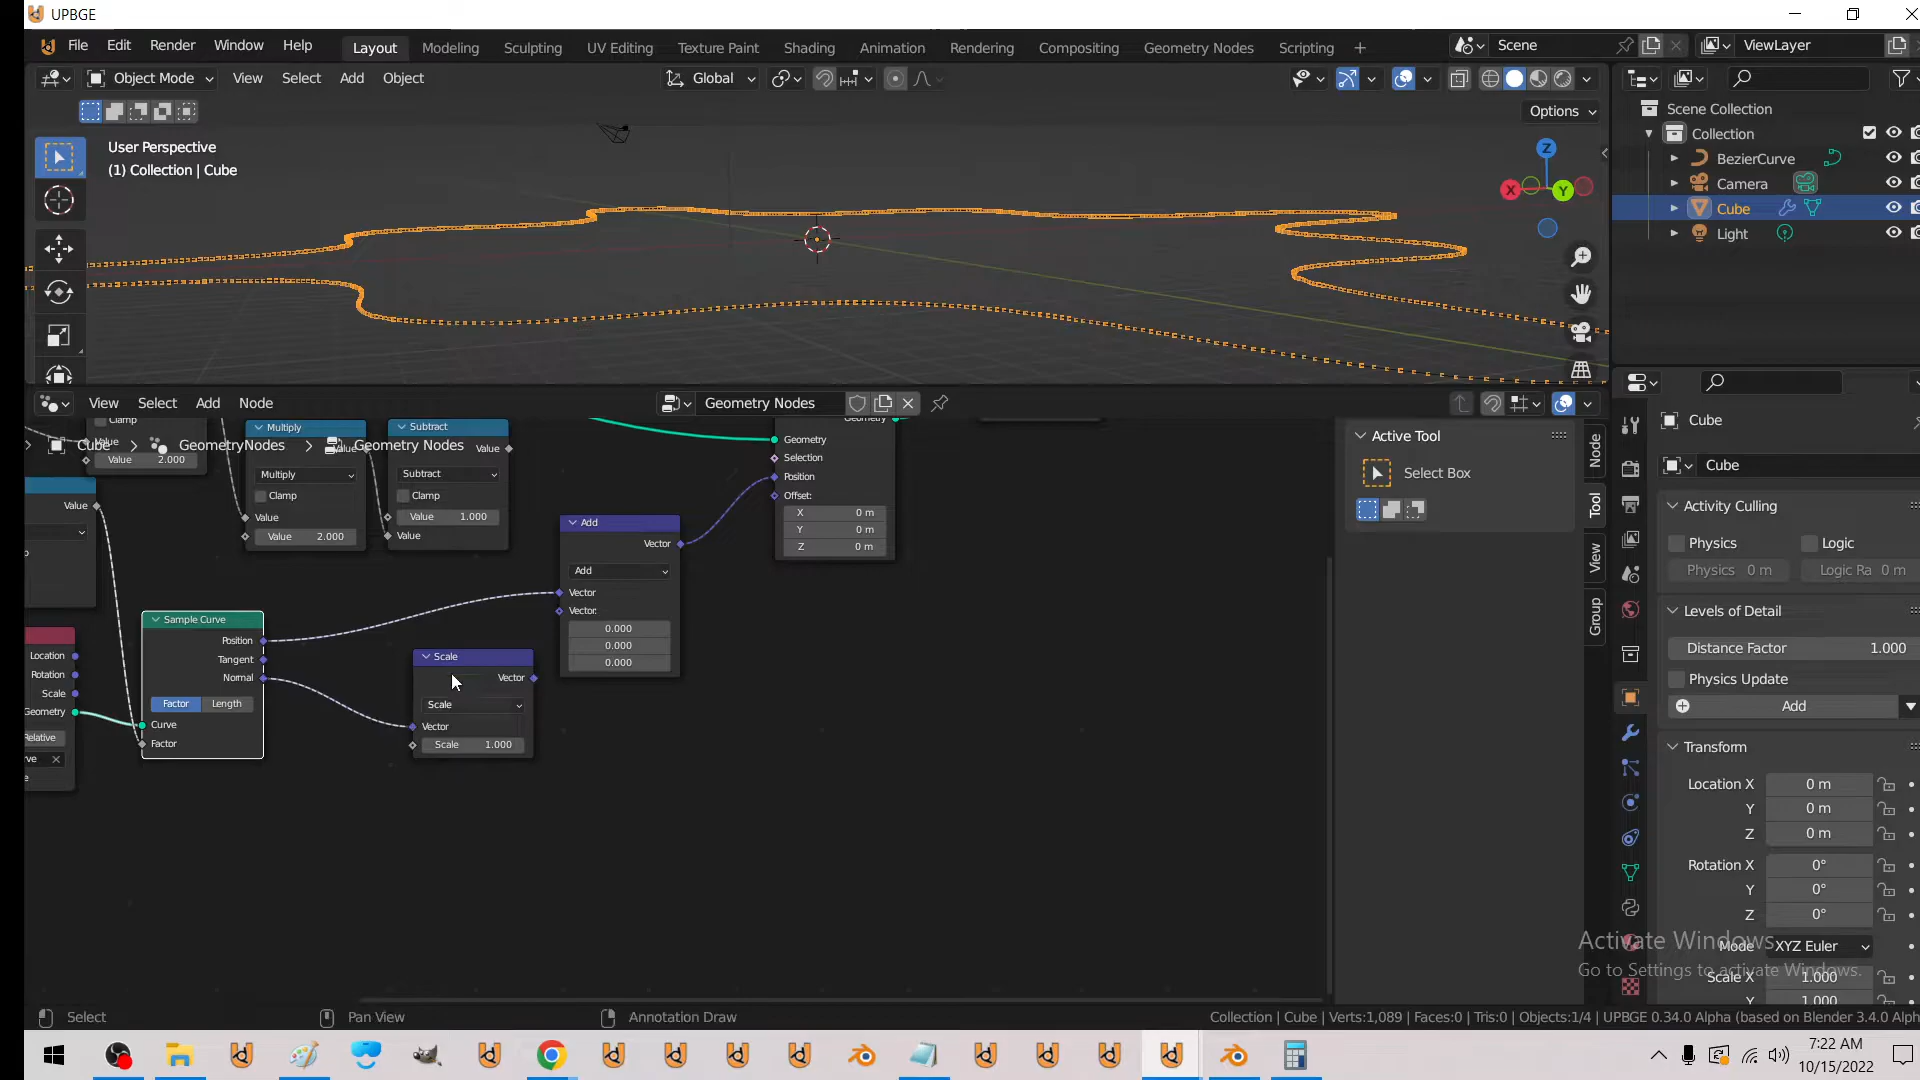 UPBGE
File Edit Render Window Help
Layout Modeling Sculpting UV Editing Texture Paint Shading Animation Rendering Compositing Geometry Nodes Scripting +
Scene
ViewLayer
Object Mode View Select Add Object
Global
Options
User Perspective
(1) Collection | Cube
Z
X
Y
Scene Collection
Collection
BezierCurve
Camera
Cube
Light
View Select Add Node
Geometry Nodes
Cube > GeometryNodes > Geometry Nodes
Clamp
Value
Value 2.000
Multiply
Value
Multiply
Clamp
Value
Value 2.000
Subtract
Value
Subtract
Clamp
Value 1.000
Value
Value
Geometry
Geometry
Selection
Position
Offset:
X 0 m
Y 0 m
Z 0 m
Add
Vector
Add
Vector
Vector:
0.000
0.000
0.000
Sample Curve
Position
Tangent
Normal
Factor Length
Curve
Factor
Location
Rotation
Scale
Geometry
Relative
Scale
Vector
Scale
Vector
Scale 1.000
Active Tool
Select Box
Node
Tool
View
Group
Cube
Cube
Activity Culling
Physics Logic
Physics 0 m Logic Ra 0 m
Levels of Detail
Distance Factor 1.000
Physics Update
Add
Transform
Location X 0 m
Y 0 m
Z 0 m
Rotation X 0°
Y 0°
Z 0°
Mode XYZ Euler
Scale X 1.000
Y 1.000
Activate Windows
Go to Settings to activate Windows.
Select Pan View Annotation Draw
Collection | Cube | Verts:1,089 | Faces:0 | Tris:0 | Objects:1/4 | UPBGE 0.34.0 Alpha (based on Blender 3.4.0 Alph
7:22 AM
10/15/2022